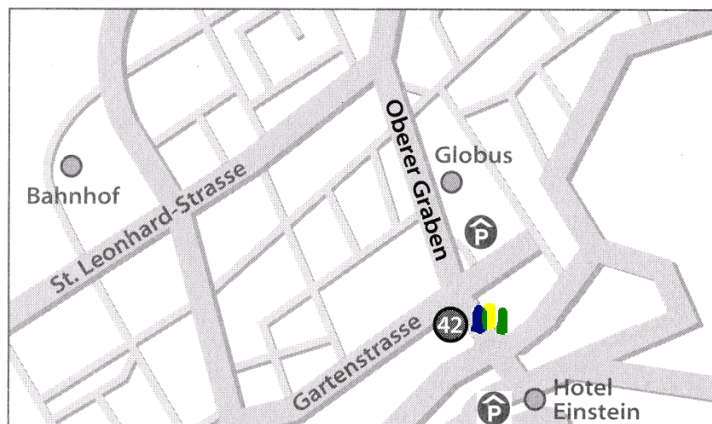 Oberer Graben
Globus
Bahnhof
St. Leonhard-Strasse
P
42
Gartenstrasse
Hotel
Einstein
P